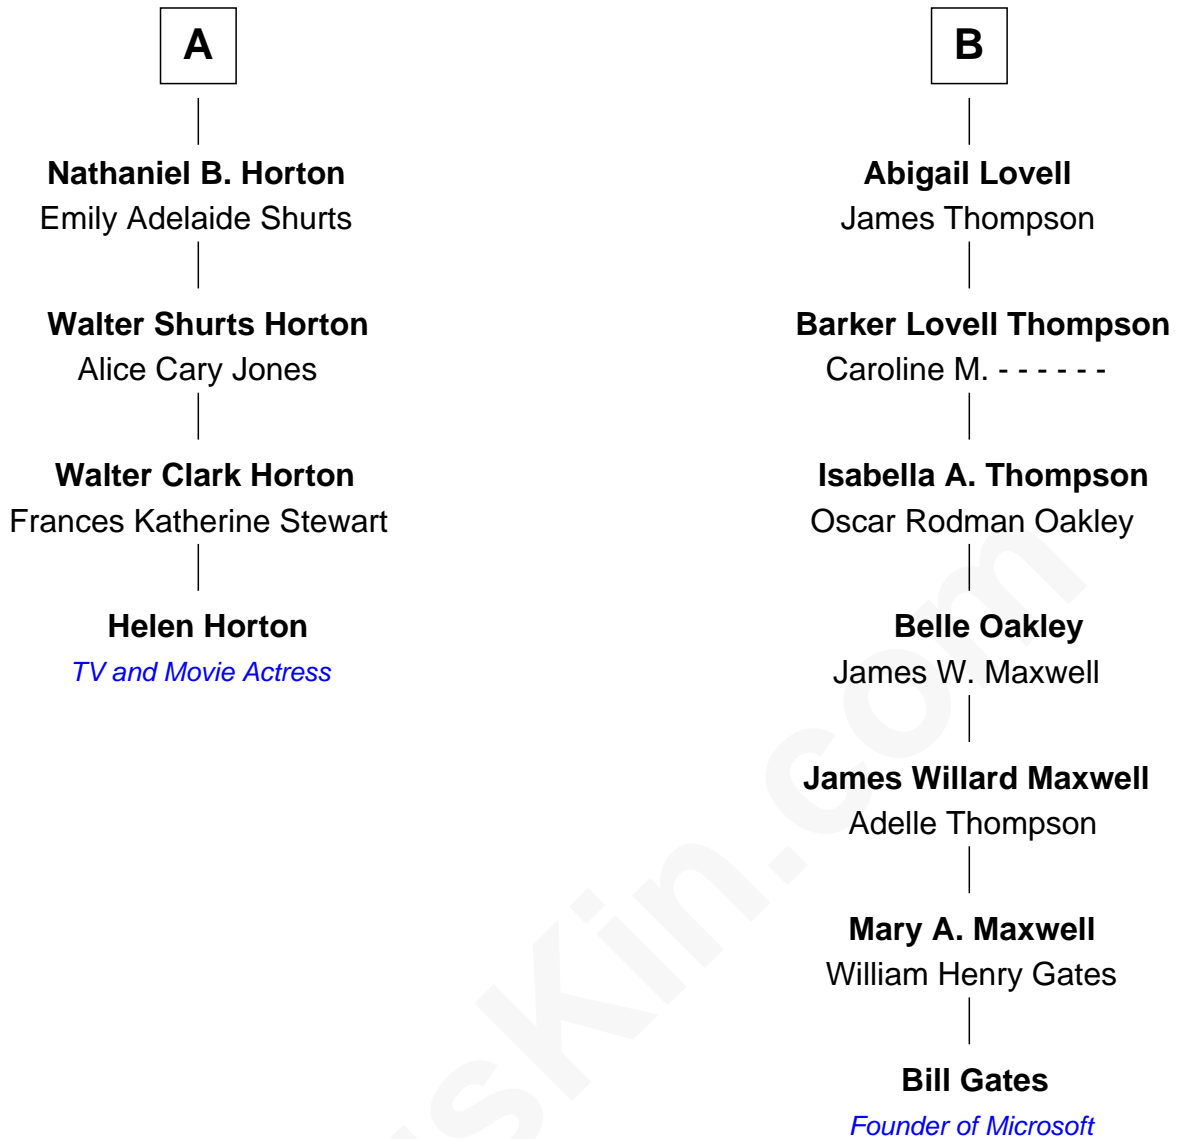 A
Nathaniel B. Horton
Emily Adelaide Shurts
Walter Shurts Horton
Alice Cary Jones
Walter Clark Horton
Frances Katherine Stewart
Helen Horton
TV and Movie Actress
B
Abigail Lovell
James Thompson
Barker Lovell Thompson
Caroline M. - - - - - -
Isabella A. Thompson
Oscar Rodman Oakley
Belle Oakley
James W. Maxwell
James Willard Maxwell
Adelle Thompson
Mary A. Maxwell
William Henry Gates
Bill Gates
Founder of Microsoft
sKin.com